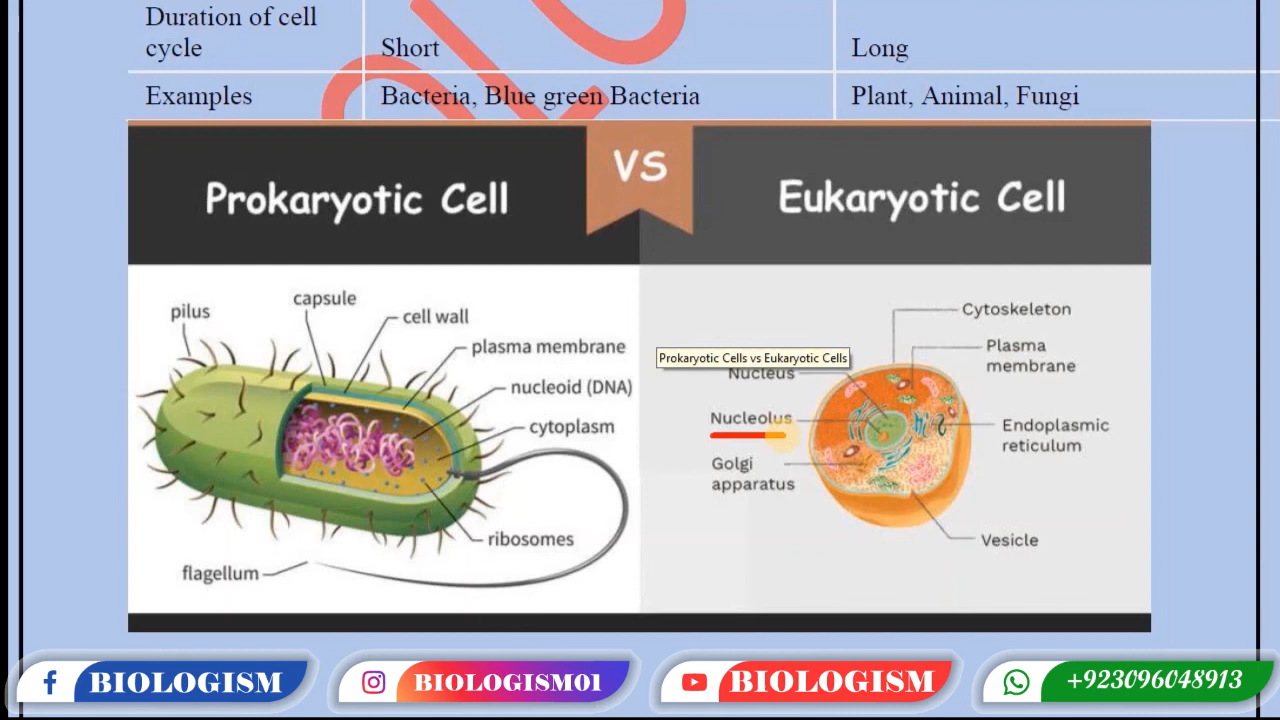 Duration of cell
cycle
Short
Long
Examples
Bacteria, Blue green Bacteria
Plant, Animal, Fungi
VS
Prokaryotic Cell
Eukaryotic Cell
pilus
capsule
cell wall
plasma membrane
nucleoid (DNA)
cytoplasm
ribosomes
flagellum
Cytoskeleton
Plasma
membrane
Prokaryotic Cells vs Eukaryotic Cells
Nucleus
Nucleolus
Golgi
apparatus
Endoplasmic
reticulum
Vesicle
BIOLOGISM
BIOLOGISM01
BIOLOGISM
+923096048913